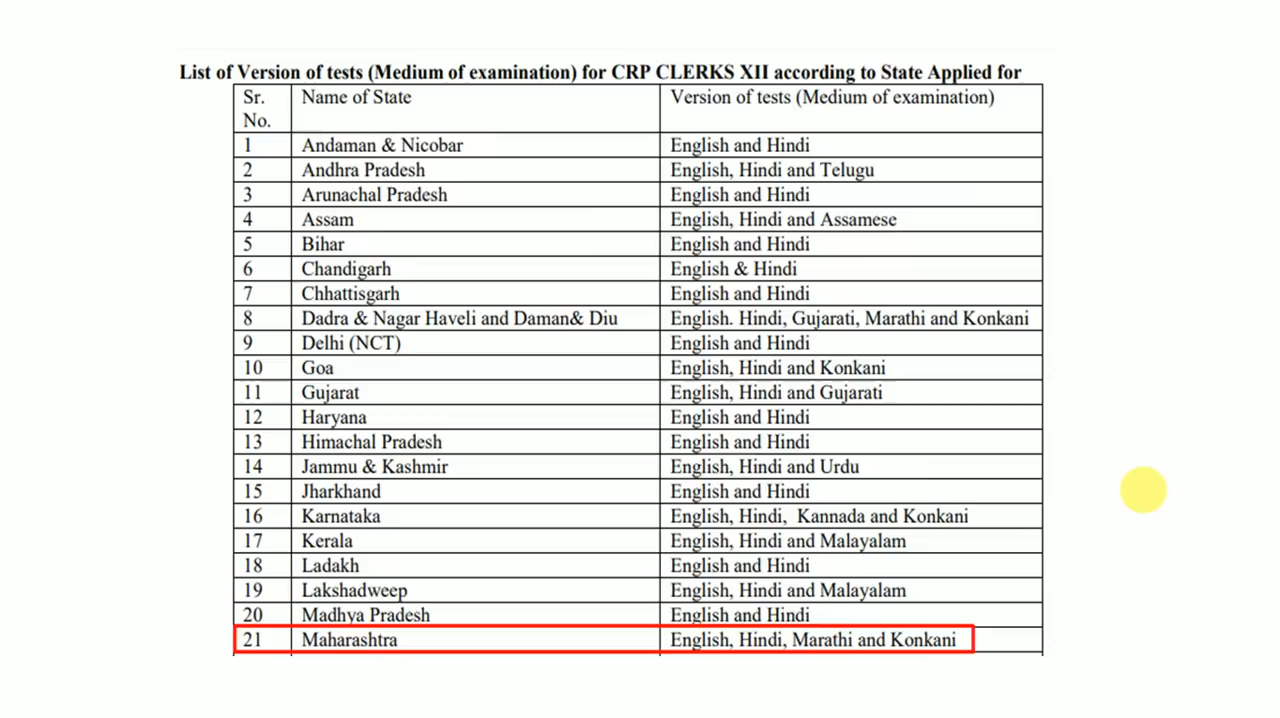 List of Version of tests (Medium of examination) for CRP CLERKS XII according to State Applied for
Sr. No. Name of State Version of tests (Medium of examination)
1 Andaman & Nicobar English and Hindi
2 Andhra Pradesh English, Hindi and Telugu
3 Arunachal Pradesh English and Hindi
4 Assam English, Hindi and Assamese
5 Bihar English and Hindi
6 Chandigarh English & Hindi
7 Chhattisgarh English and Hindi
8 Dadra & Nagar Haveli and Daman& Diu English. Hindi, Gujarati, Marathi and Konkani
9 Delhi (NCT) English and Hindi
10 Goa English, Hindi and Konkani
11 Gujarat English, Hindi and Gujarati
12 Haryana English and Hindi
13 Himachal Pradesh English and Hindi
14 Jammu & Kashmir English, Hindi and Urdu
15 Jharkhand English and Hindi
16 Karnataka English, Hindi, Kannada and Konkani
17 Kerala English, Hindi and Malayalam
18 Ladakh English and Hindi
19 Lakshadweep English, Hindi and Malayalam
20 Madhya Pradesh English and Hindi
21 Maharashtra English, Hindi, Marathi and Konkani